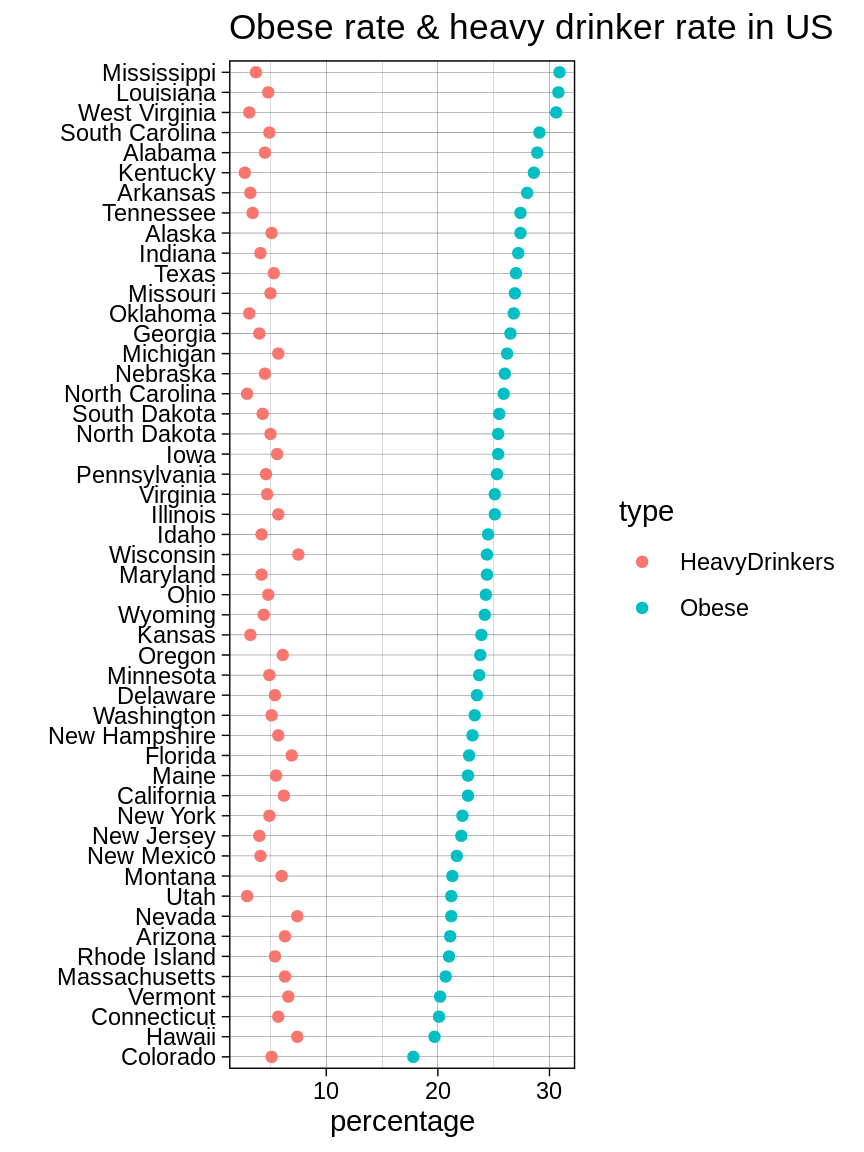 Obese rate & heavy drinker rate in US
Mississippi
Louisiana
West Virginia
South Carolina
Alabama
Kentucky
Arkansas
Tennessee
Alaska
Indiana
Texas
Missouri
Oklahoma
Georgia
Michigan
Nebraska
North Carolina
South Dakota
North Dakota
Iowa
Pennsylvania
Virginia
Illinois
Idaho
Wisconsin
Maryland
Ohio
Wyoming
Kansas
Oregon
Minnesota
Delaware
Washington
New Hampshire
Florida
Maine
California
New York
New Jersey
New Mexico
Montana
Utah
Nevada
Arizona
Rhode Island
Massachusetts
Vermont
Connecticut
Hawaii
Colorado
10 20 30
percentage
type
HeavyDrinkers
Obese